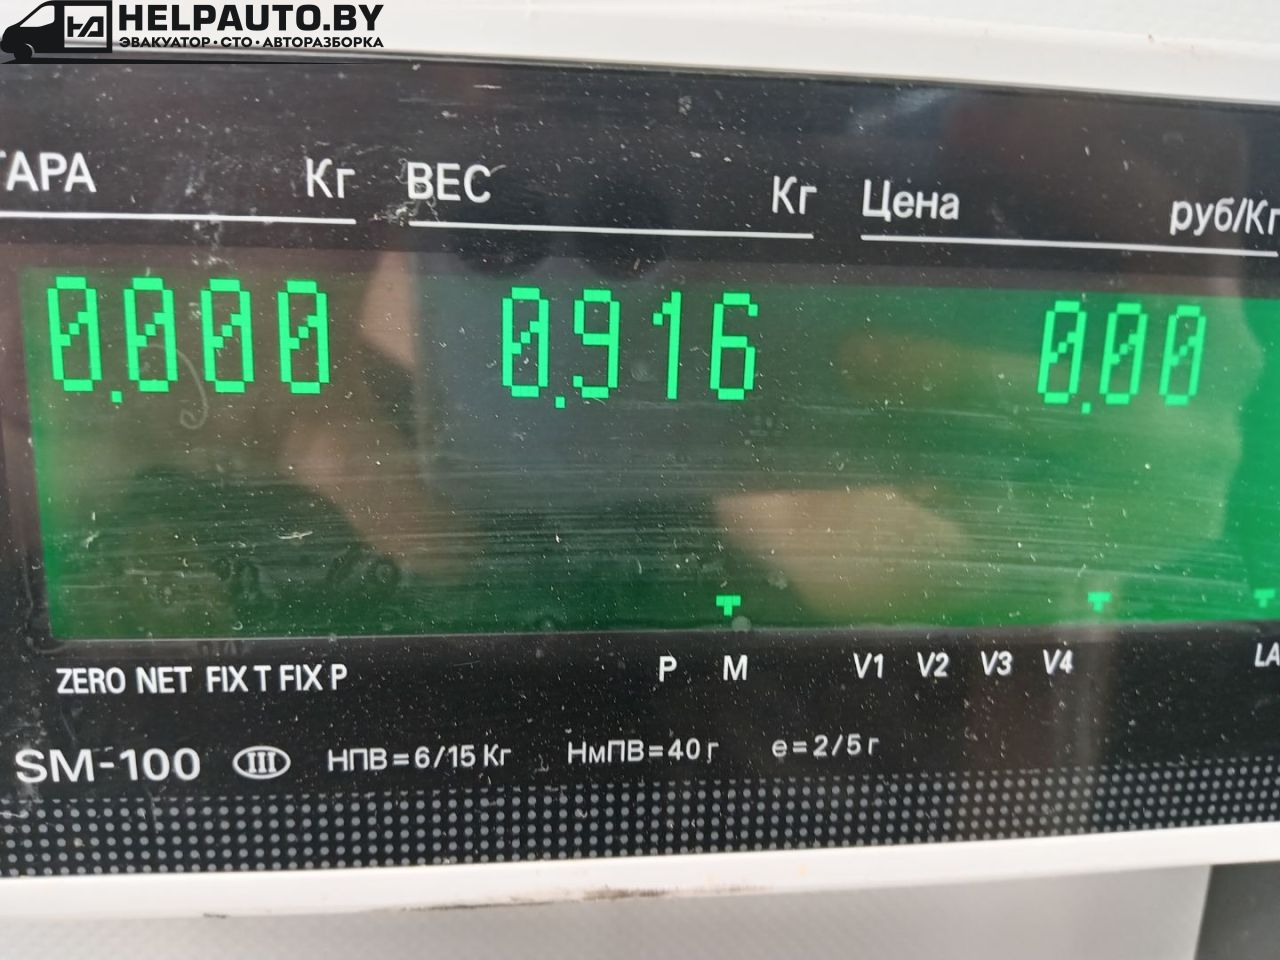 HELPAUTO.BY
ЭВАКУАТОР·СТО·АВТОРАЗБОРКА
ТАРА Кг ВЕС Кг Цена руб/Кг
0.000 0.916 0.00
ZERO NET FIX T FIX P P M V1 V2 V3 V4 LA
SM-100 III НПВ=6/15 Кг НмПВ=40 г e=2/5 г